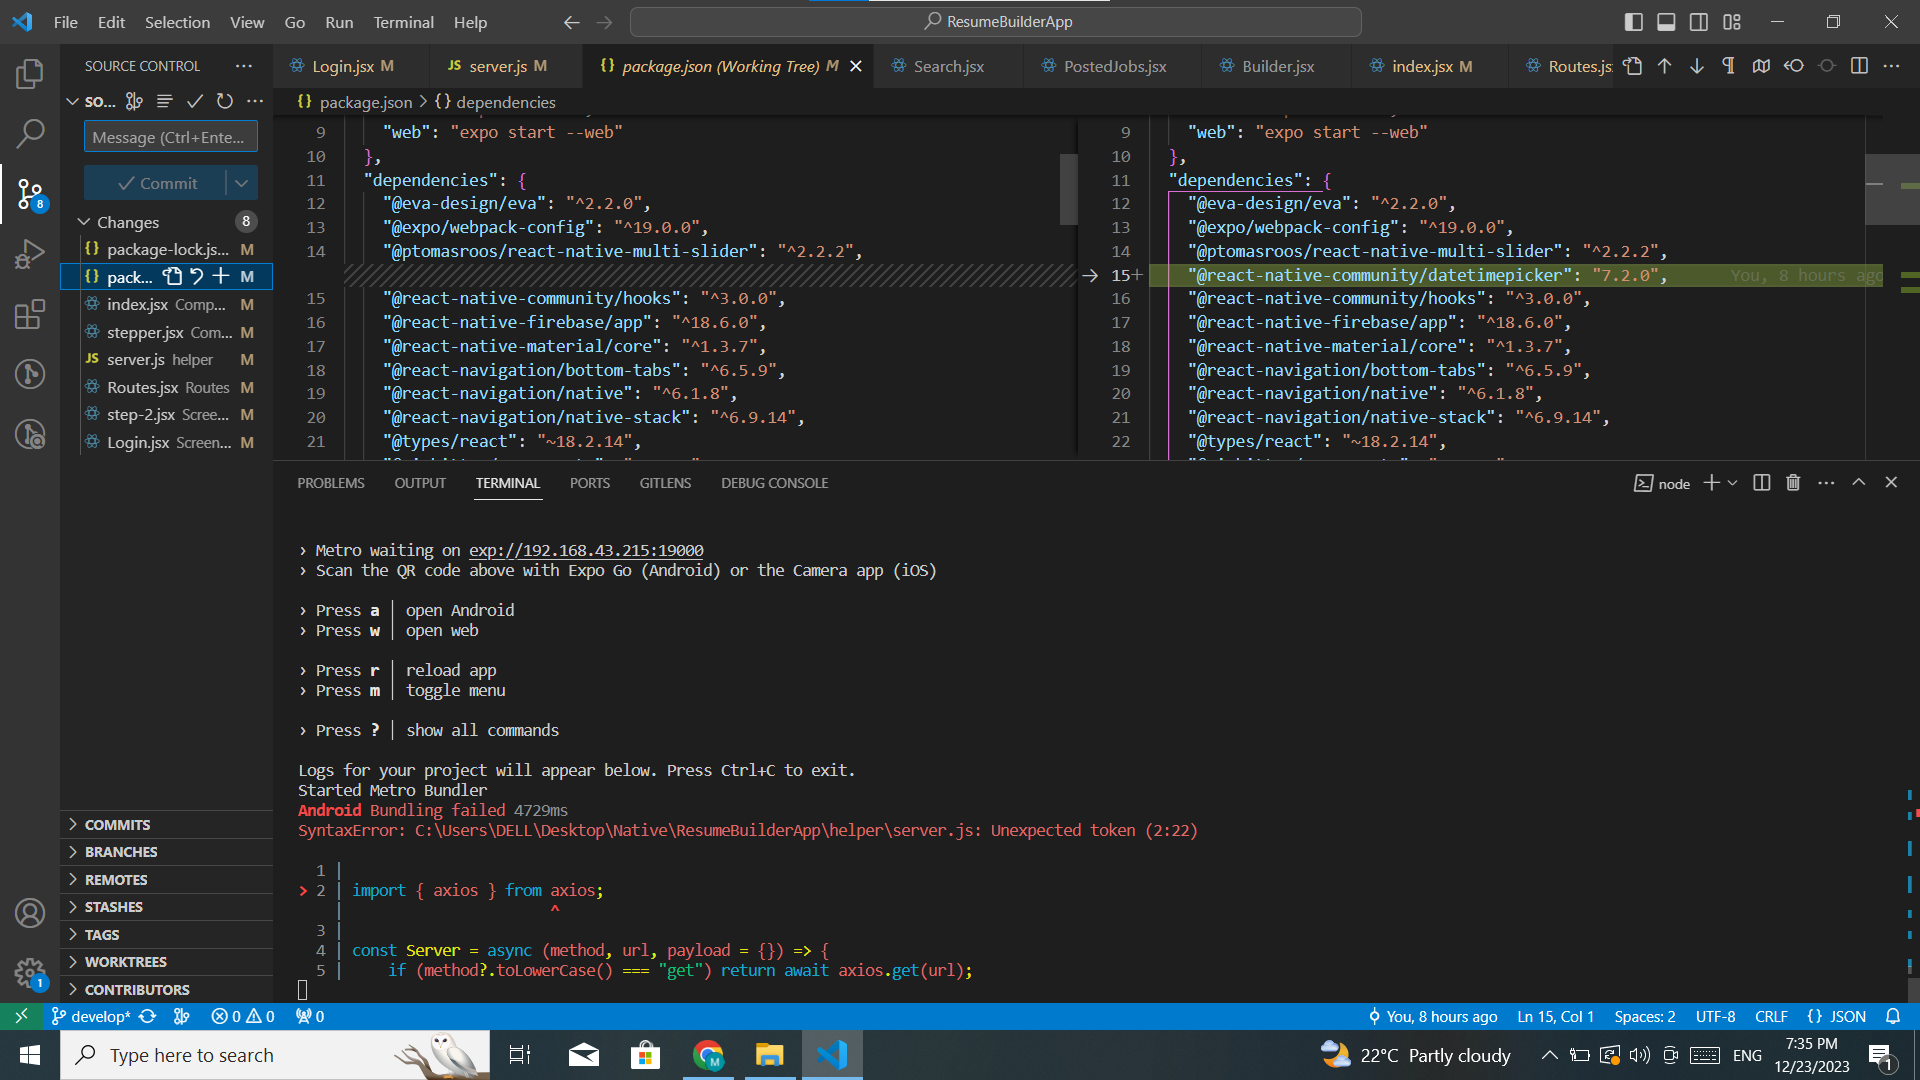 File Edit Selection View Go Run Terminal Help
ResumeBuilderApp
SOURCE CONTROL
Login.jsx M
server.js M
package.json (Working Tree) M
Search.jsx
PostedJobs.jsx
Builder.jsx
index.jsx M
Routes.js
SO...
package.json > {} dependencies
Message (Ctrl+Ente...
Commit
Changes 8
package-lock.js... M
pack... M
index.jsx Comp... M
stepper.jsx Com... M
server.js helper M
Routes.jsx Routes M
step-2.jsx Scree... M
Login.jsx Screen... M
8
1
COMMITS
BRANCHES
REMOTES
STASHES
TAGS
WORKTREES
CONTRIBUTORS
9 "web": "expo start --web"
10 },
11 "dependencies": {
12 "@eva-design/eva": "^2.2.0",
13 "@expo/webpack-config": "^19.0.0",
14 "@ptomasroos/react-native-multi-slider": "^2.2.2",
15 "@react-native-community/hooks": "^3.0.0",
16 "@react-native-firebase/app": "^18.6.0",
17 "@react-native-material/core": "^1.3.7",
18 "@react-navigation/bottom-tabs": "^6.5.9",
19 "@react-navigation/native": "^6.1.8",
20 "@react-navigation/native-stack": "^6.9.14",
21 "@types/react": "~18.2.14",
9 "web": "expo start --web"
10 },
11 "dependencies": {
12 "@eva-design/eva": "^2.2.0",
13 "@expo/webpack-config": "^19.0.0",
14 "@ptomasroos/react-native-multi-slider": "^2.2.2",
15+ "@react-native-community/datetimepicker": "7.2.0", You, 8 hours ago
16 "@react-native-community/hooks": "^3.0.0",
17 "@react-native-firebase/app": "^18.6.0",
18 "@react-native-material/core": "^1.3.7",
19 "@react-navigation/bottom-tabs": "^6.5.9",
20 "@react-navigation/native": "^6.1.8",
21 "@react-navigation/native-stack": "^6.9.14",
22 "@types/react": "~18.2.14",
PROBLEMS OUTPUT TERMINAL PORTS GITLENS DEBUG CONSOLE
node
› Metro waiting on exp://192.168.43.215:19000
› Scan the QR code above with Expo Go (Android) or the Camera app (iOS)
› Press a │ open Android
› Press w │ open web
› Press r │ reload app
› Press m │ toggle menu
› Press ? │ show all commands
Logs for your project will appear below. Press Ctrl+C to exit.
Started Metro Bundler
Android Bundling failed 4729ms
SyntaxError: C:\Users\DELL\Desktop\Native\ResumeBuilderApp\helper\server.js: Unexpected token (2:22)
1 |
> 2 | import { axios } from axios;
| ^
3 |
4 | const Server = async (method, url, payload = {}) => {
5 | if (method?.toLowerCase() === "get") return await axios.get(url);
develop* 0 0 0
You, 8 hours ago Ln 15, Col 1 Spaces: 2 UTF-8 CRLF {} JSON
Type here to search
22°C Partly cloudy
ENG
7:35 PM
12/23/2023
1